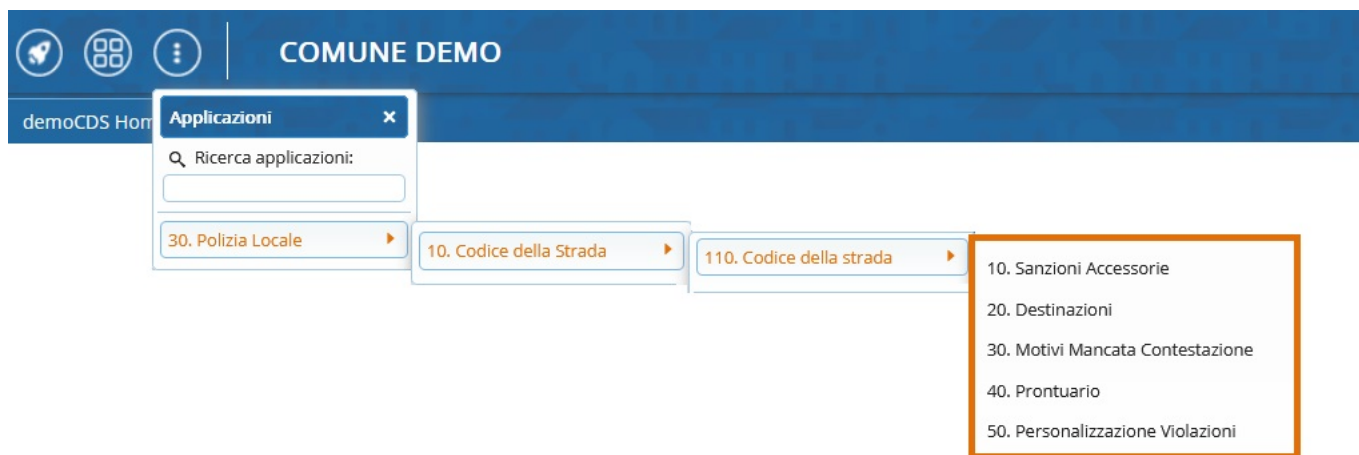 COMUNE DEMO
demoCDS Hom
Applicazioni
Ricerca applicazioni:
30. Polizia Locale
10. Codice della Strada
110. Codice della strada
10. Sanzioni Accessorie
20. Destinazioni
30. Motivi Mancata Contestazione
40. Prontuario
50. Personalizzazione Violazioni